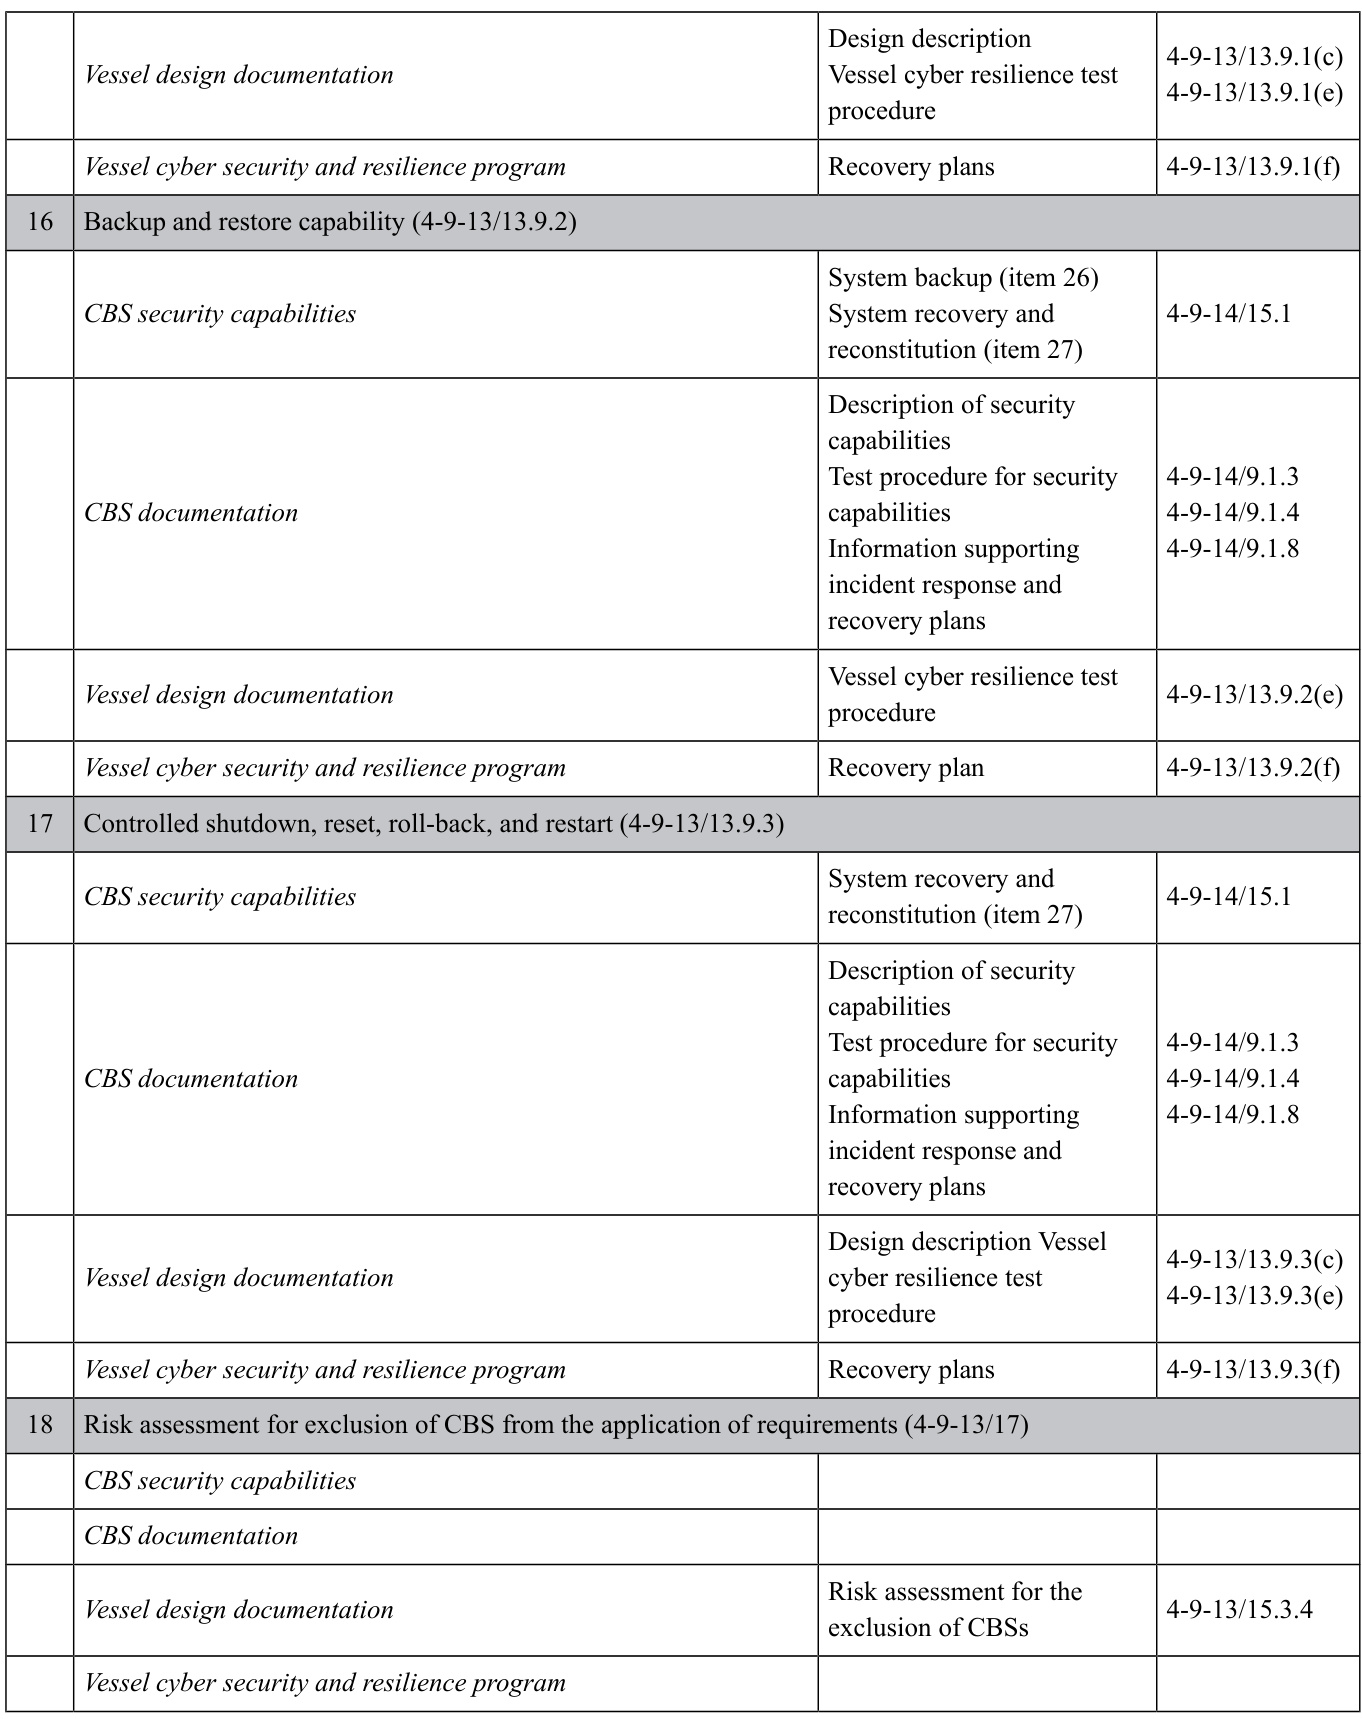 Vessel design documentation
Design description
Vessel cyber resilience test
procedure
4-9-13/13.9.1(c)
4-9-13/13.9.1(e)
Vessel cyber security and resilience program
Recovery plans
4-9-13/13.9.1(f)
16
Backup and restore capability (4-9-13/13.9.2)
CBS security capabilities
System backup (item 26)
System recovery and
reconstitution (item 27)
4-9-14/15.1
CBS documentation
Description of security
capabilities
Test procedure for security
capabilities
Information supporting
incident response and
recovery plans
4-9-14/9.1.3
4-9-14/9.1.4
4-9-14/9.1.8
Vessel design documentation
Vessel cyber resilience test
procedure
4-9-13/13.9.2(e)
Vessel cyber security and resilience program
Recovery plan
4-9-13/13.9.2(f)
17
Controlled shutdown, reset, roll-back, and restart (4-9-13/13.9.3)
CBS security capabilities
System recovery and
reconstitution (item 27)
4-9-14/15.1
CBS documentation
Description of security
capabilities
Test procedure for security
capabilities
Information supporting
incident response and
recovery plans
4-9-14/9.1.3
4-9-14/9.1.4
4-9-14/9.1.8
Vessel design documentation
Design description Vessel
cyber resilience test
procedure
4-9-13/13.9.3(c)
4-9-13/13.9.3(e)
Vessel cyber security and resilience program
Recovery plans
4-9-13/13.9.3(f)
18
Risk assessment for exclusion of CBS from the application of requirements (4-9-13/17)
CBS security capabilities
CBS documentation
Vessel design documentation
Risk assessment for the
exclusion of CBSs
4-9-13/15.3.4
Vessel cyber security and resilience program